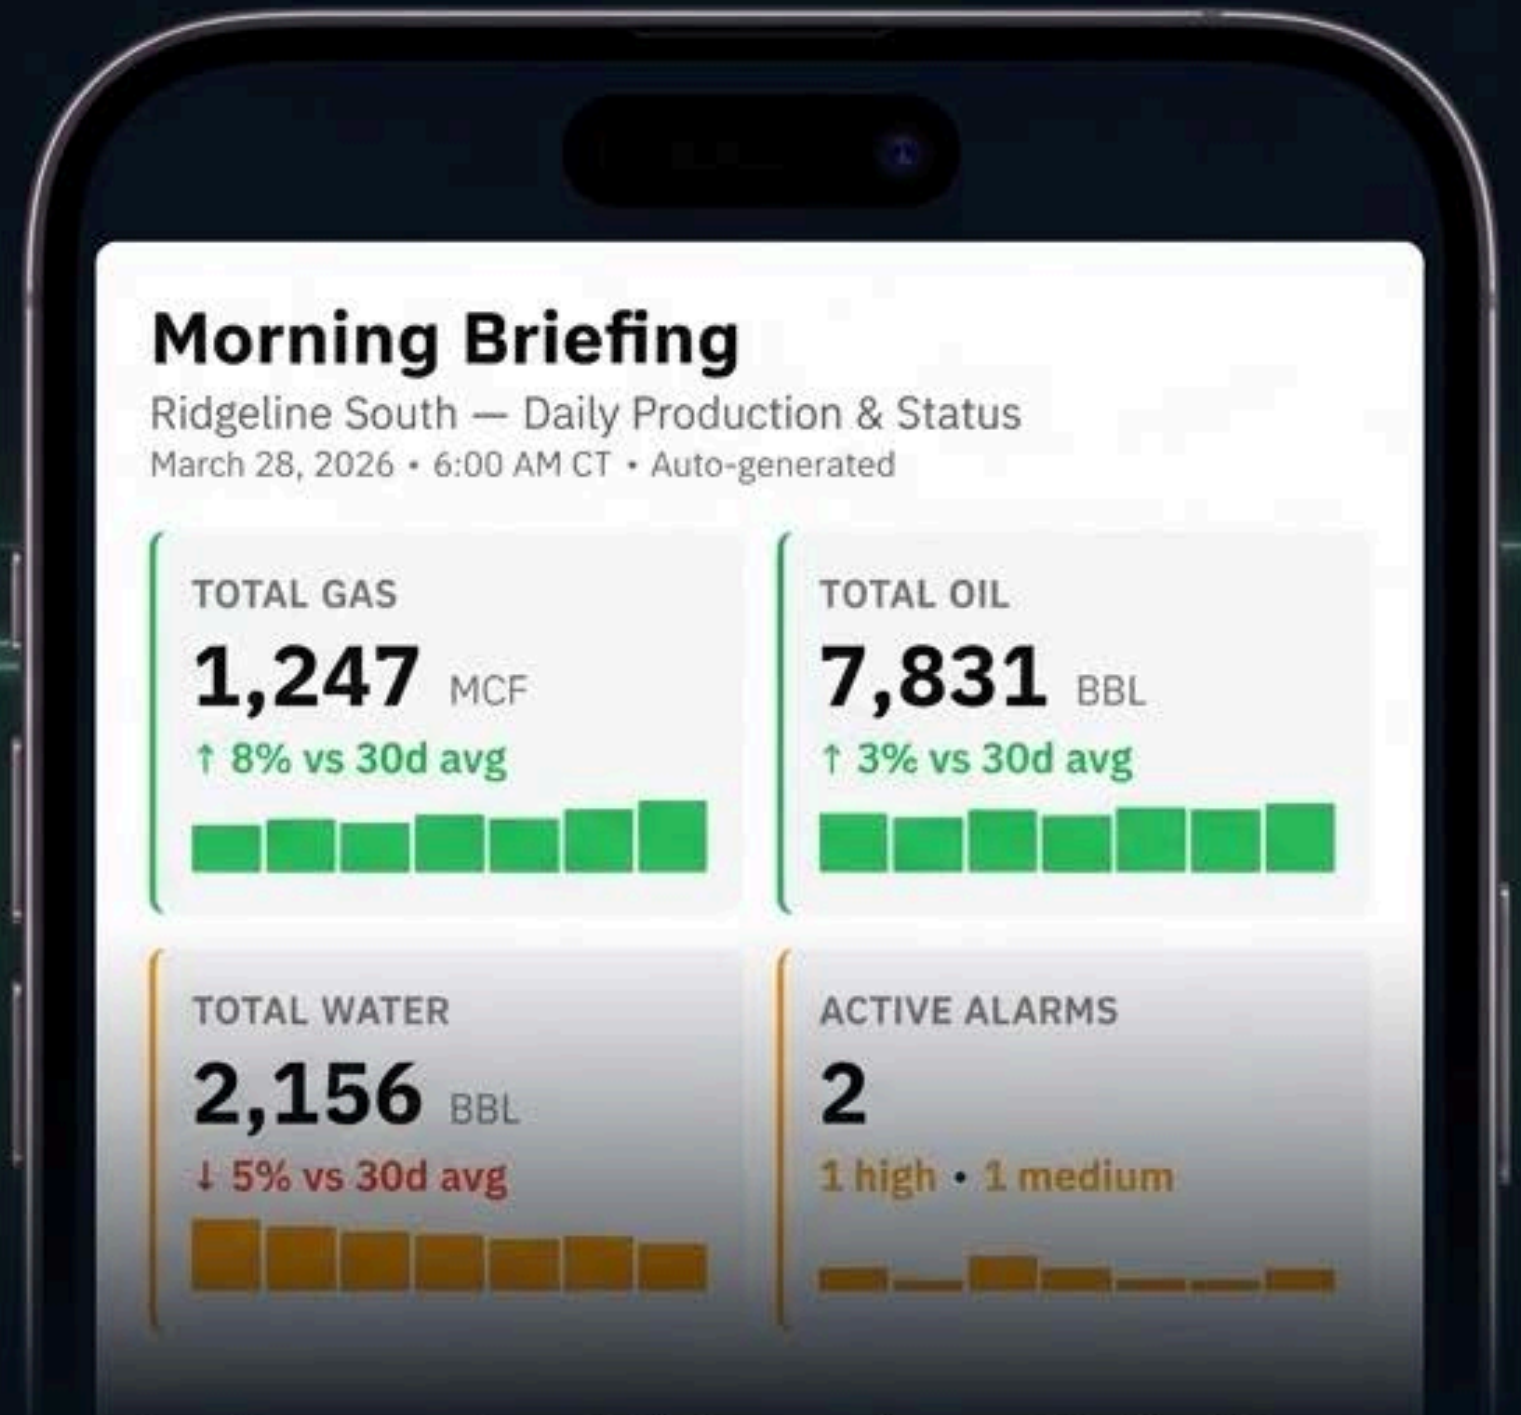 Morning Briefing
Ridgeline South — Daily Production & Status
March 28, 2026 • 6:00 AM CT • Auto-generated
TOTAL GAS
1,247 MCF
↑ 8% vs 30d avg
TOTAL OIL
7,831 BBL
↑ 3% vs 30d avg
TOTAL WATER
2,156 BBL
↓ 5% vs 30d avg
ACTIVE ALARMS
2
1 high • 1 medium